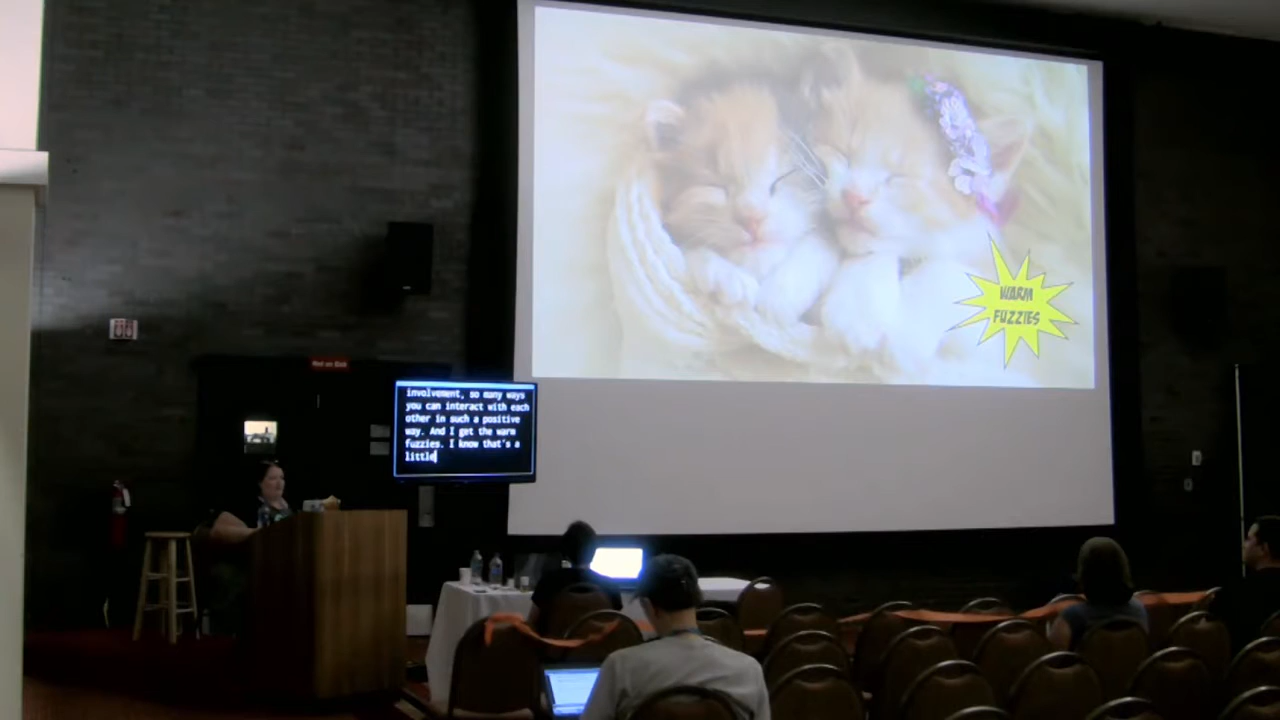 WARM
FUZZIES
involvement, so many ways
you can interact with each
other in such a positive
way. And I get the warm
fuzzies. I know that's a
little